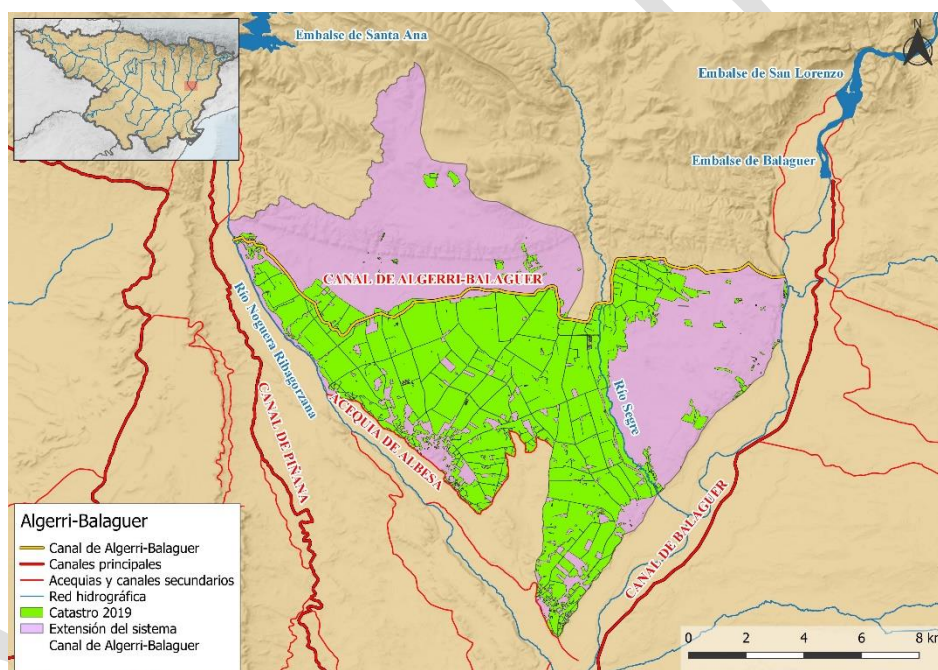 Embalse de Santa Ana
N
Embalse de San Lorenzo
Embalse de Balaguer
CANAL DE ALGERRI-BALAGUER
Río Noguera Ribagorzana
CANAL DE PIÑANA
ACEQUIA DE ALBESA
Río Segre
CANAL DE BALAGUER
Algerri-Balaguer
Canal de Algerri-Balaguer
Canales principales
Acequias y canales secundarios
Red hidrográfica
Catastro 2019
Extensión del sistema
Canal de Algerri-Balaguer
0 2 4 6 8 km